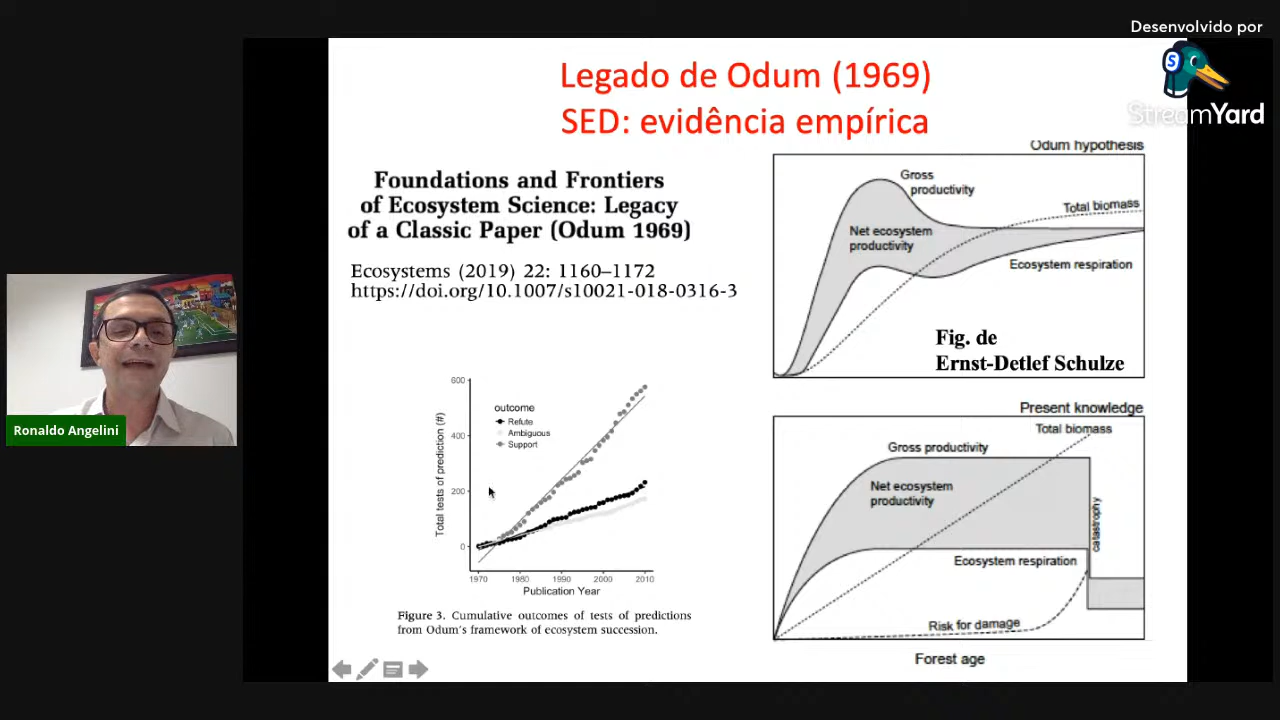 Desenvolvido por
S
StreamYard
Legado de Odum (1969)
SED: evidência empírica
Foundations and Frontiers
of Ecosystem Science: Legacy
of a Classic Paper (Odum 1969)
Ecosystems (2019) 22: 1160–1172
https://doi.org/10.1007/s10021-018-0316-3
Odum hypothesis
Gross
productivity
Total biomass
Net ecosystem
productivity
Ecosystem respiration
Fig. de
Ernst-Detlef Schulze
Ronaldo Angelini
600
400
200
0
Total tests of prediction (#)
outcome
Refute
Ambiguous
Support
1970 1980 1990 2000 2010
Publication Year
Figure 3. Cumulative outcomes of tests of predictions
from Odum's framework of ecosystem succession.
Present knowledge
Total biomass
Gross productivity
Net ecosystem
productivity
catastrophy
Ecosystem respiration
Risk for damage
Forest age